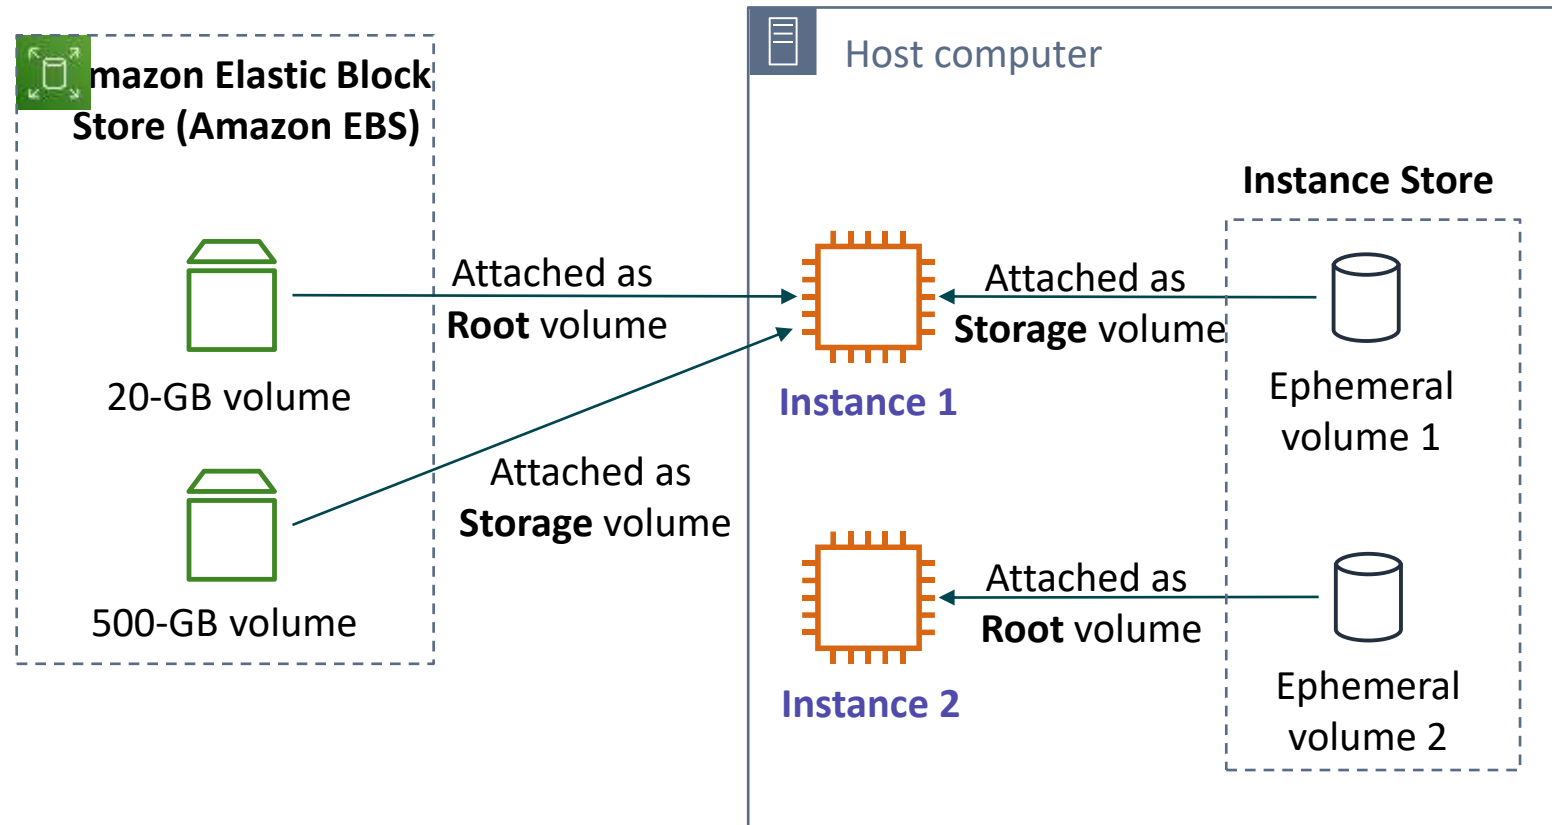 mazon Elastic Block
Store (Amazon EBS)
Host computer
Instance Store
Attached as
Root volume
20-GB volume
Attached as
Storage volume
500-GB volume
Instance 1
Attached as
Storage volume
Ephemeral
volume 1
Instance 2
Attached as
Root volume
Ephemeral
volume 2